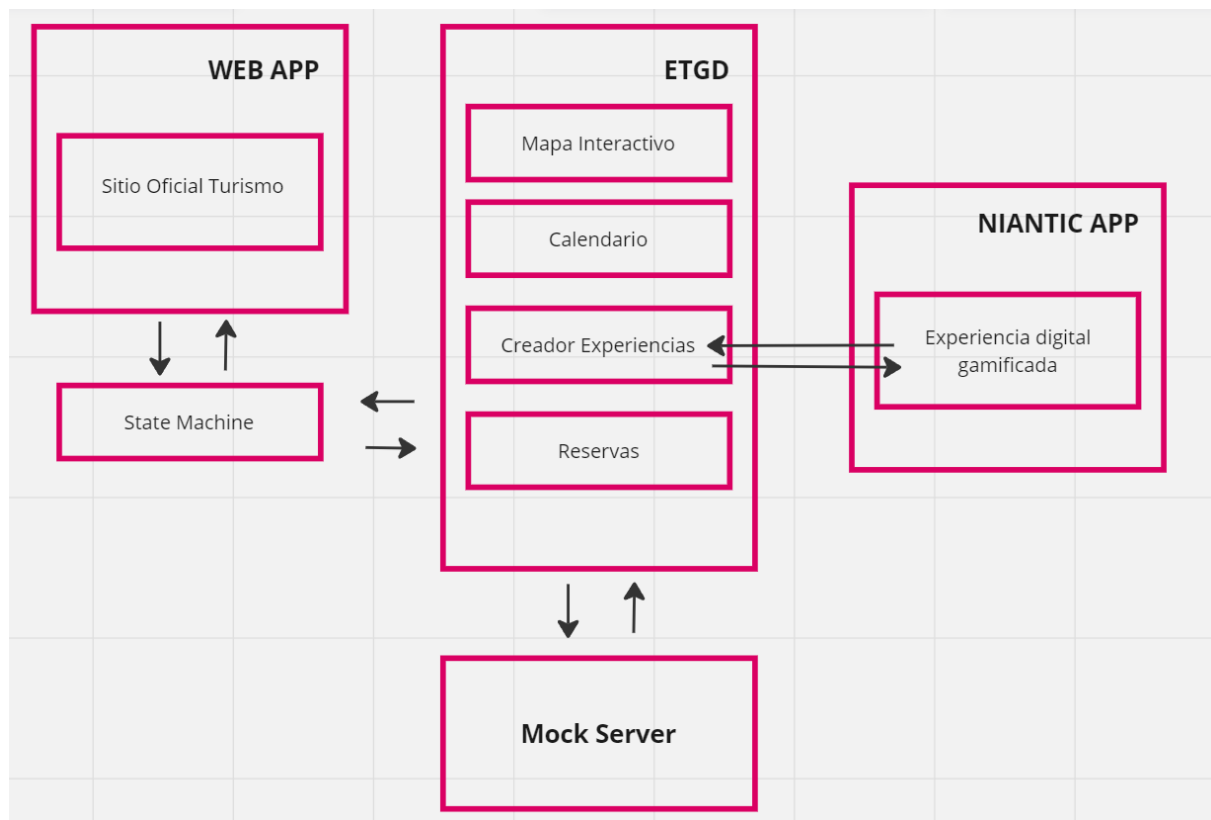 WEB APP
Sitio Oficial Turismo
State Machine
ETGD
Mapa Interactivo
Calendario
Creador Experiencias
Reservas
NIANTIC APP
Experiencia digital
gamificada
Mock Server